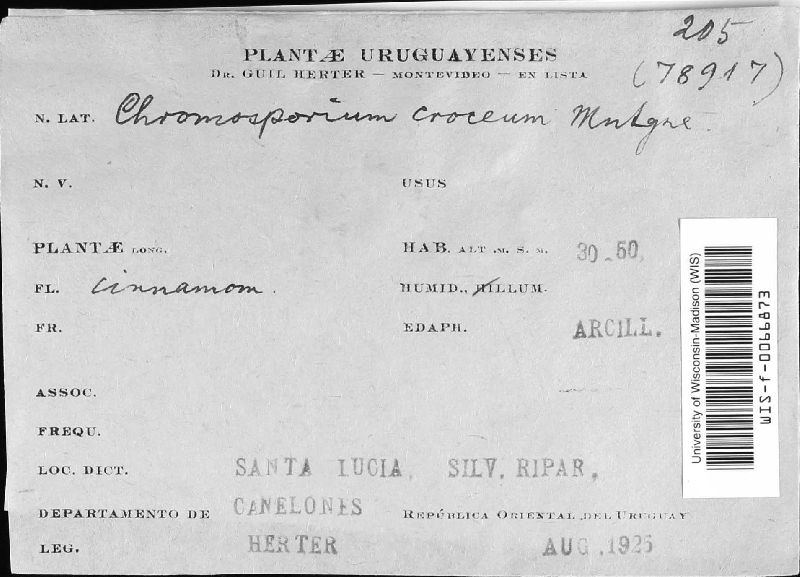 205
PLANTÆ URUGUAYENSES
Dr. GUIL HERTER — MONTEVIDEO — EN LISTA
(78917)
N. LAT. Chromosporium croceum Mntgne
N. V. USUS
PLANTÆ LONG. HAB. ALT .M. S. M. 30-50,
FL. cinnamom. HUMID., HILLUM.
FR. EDAPH. ARCILL.
ASSOC.
FREQU.
LOC. DICT. SANTA LUCIA, SILV. RIPAR,
DEPARTAMENTO DE CANELONES REPÚBLICA ORIENTAL DEL URUGUAY
LEG. HERTER AUG.1925
University of Wisconsin-Madison (WIS)
WIS-f-0066873